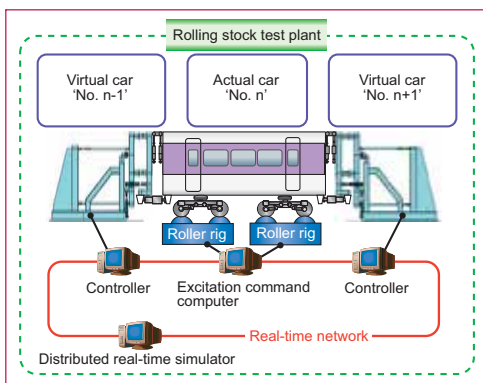 Rolling stock test plant
Virtual car
‘No. n-1’
Actual car
‘No. n’
Virtual car
‘No. n+1’
Roller rig
Roller rig
Controller
Excitation command
computer
Controller
Real-time network
Distributed real-time simulator